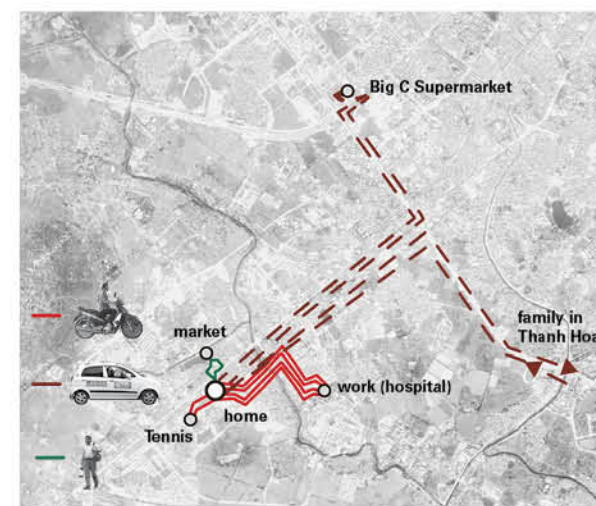 Big C Supermarket
family in
Thanh Hoa
market
work (hospital)
home
Tennis